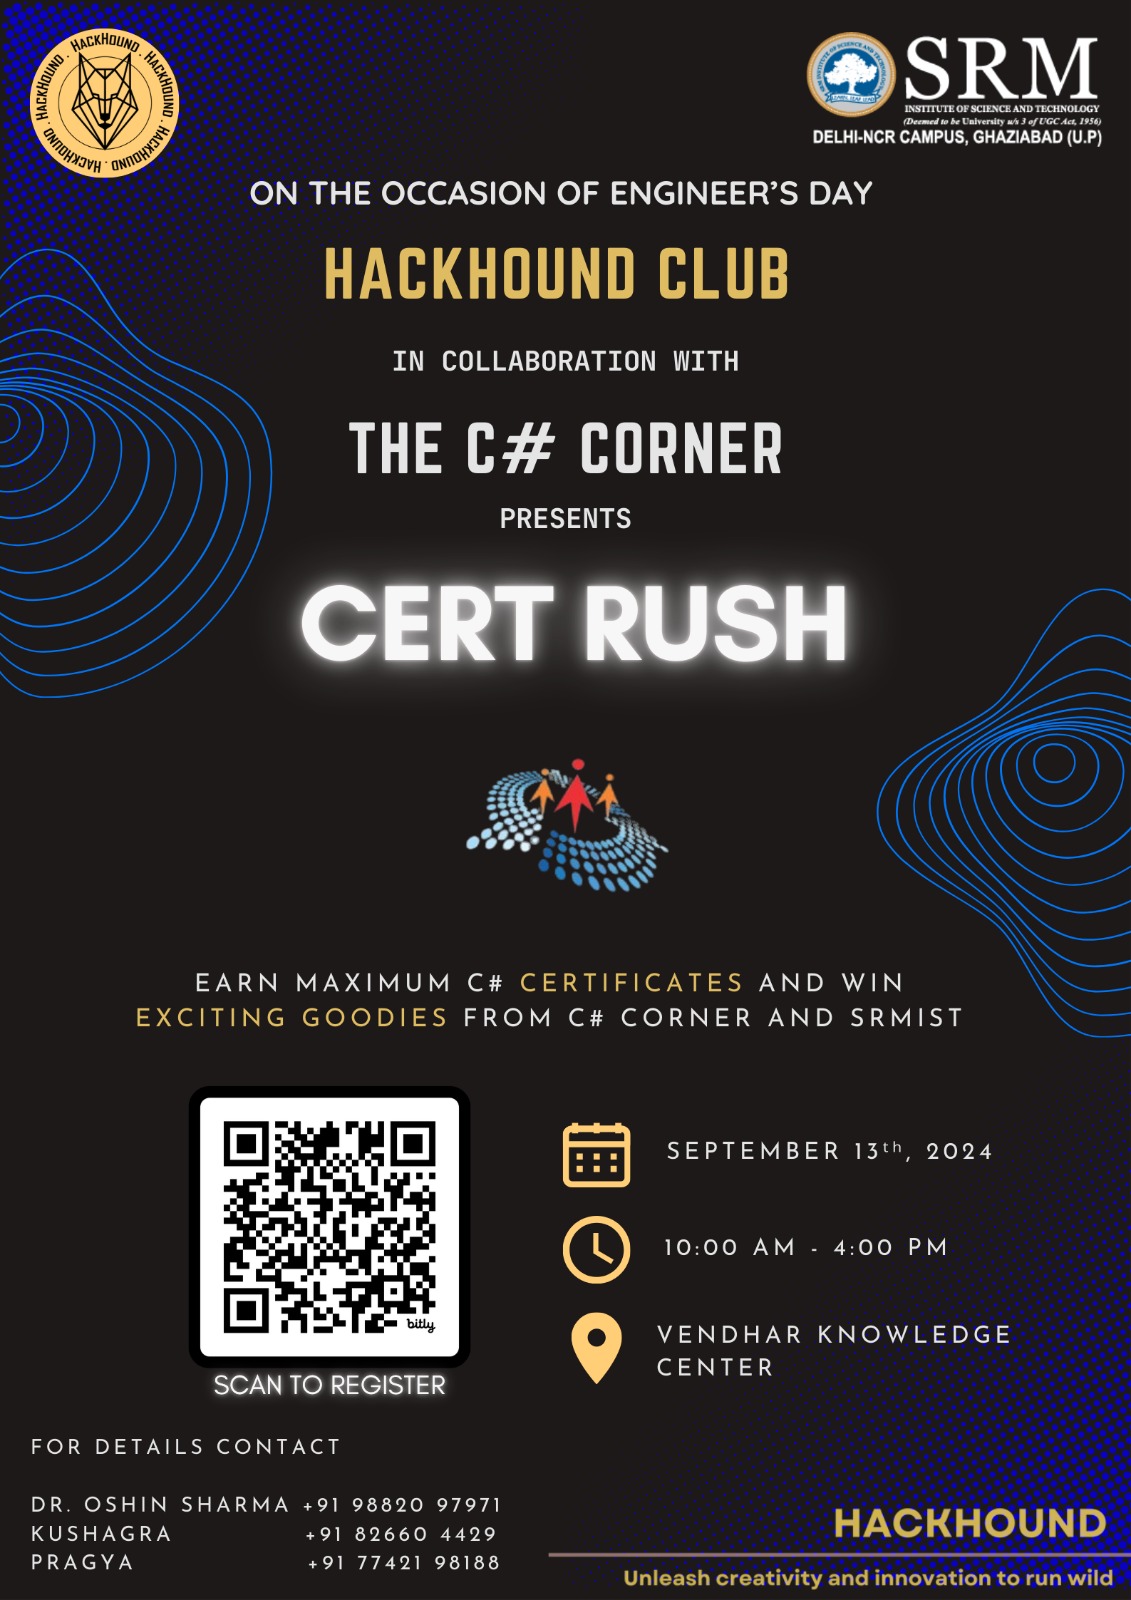 HACKHOUND . HACKHOUND . HACKHOUND . HACKHOUND . HACKHOUND .
SRM
INSTITUTE OF SCIENCE AND TECHNOLOGY
(Deemed to be University u/s 3 of UGC Act, 1956)
DELHI-NCR CAMPUS, GHAZIABAD (U.P)
ON THE OCCASION OF ENGINEER’S DAY
HACKHOUND CLUB
IN COLLABORATION WITH
THE C# CORNER
PRESENTS
CERT RUSH
EARN MAXIMUM C# CERTIFICATES AND WIN
EXCITING GOODIES FROM C# CORNER AND SRMIST
SEPTEMBER 13th, 2024
10:00 AM - 4:00 PM
VENDHAR KNOWLEDGE
CENTER
bitly
SCAN TO REGISTER
FOR DETAILS CONTACT
DR. OSHIN SHARMA +91 98820 97971
KUSHAGRA +91 82660 4429
PRAGYA +91 77421 98188
HACKHOUND
Unleash creativity and innovation to run wild